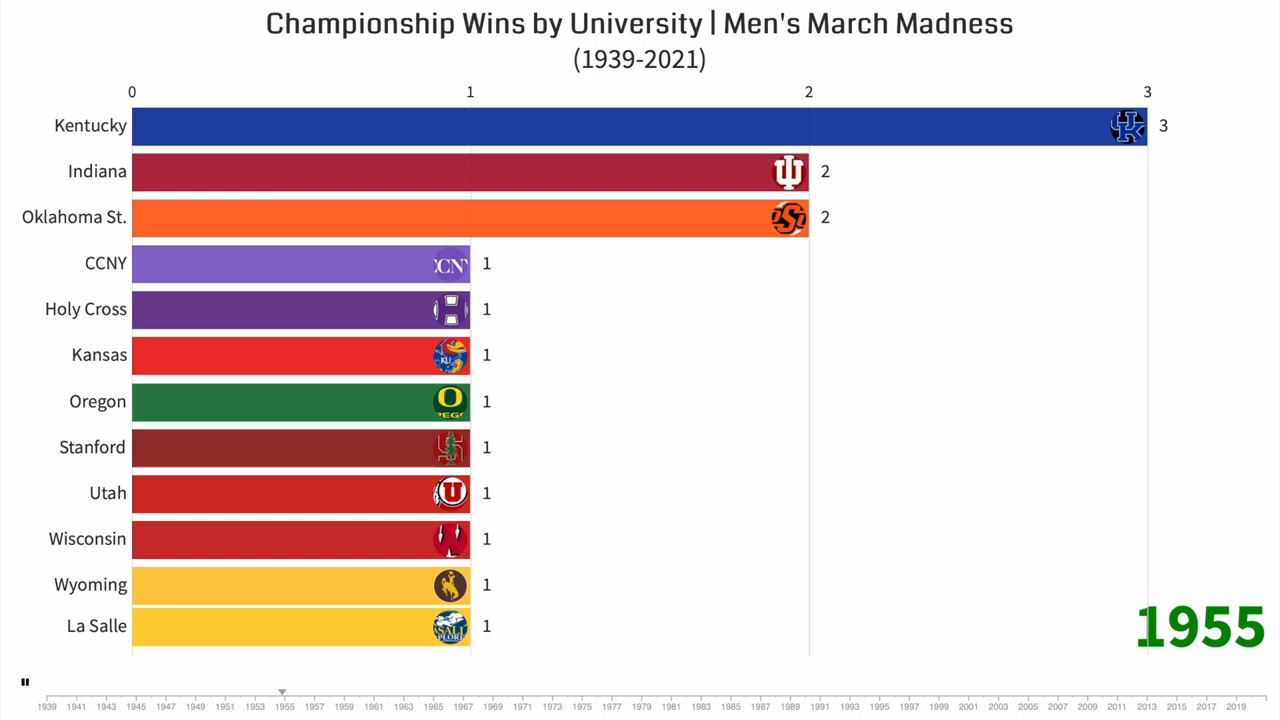 Championship Wins by University | Men's March Madness
(1939-2021)
0 1 2 3
Kentucky UK 3
Indiana 2
Oklahoma St. OSU 2
CCNY CCNY 1
Holy Cross 1
Kansas KU 1
Oregon O 1
Stanford S 1
Utah U 1
Wisconsin W 1
Wyoming 1
La Salle 1
1955
1939 1941 1943 1945 1947 1949 1951 1953 1955 1957 1959 1961 1963 1965 1967 1969 1971 1973 1975 1977 1979 1981 1983 1985 1987 1989 1991 1993 1995 1997 1999 2001 2003 2005 2007 2009 2011 2013 2015 2017 2019